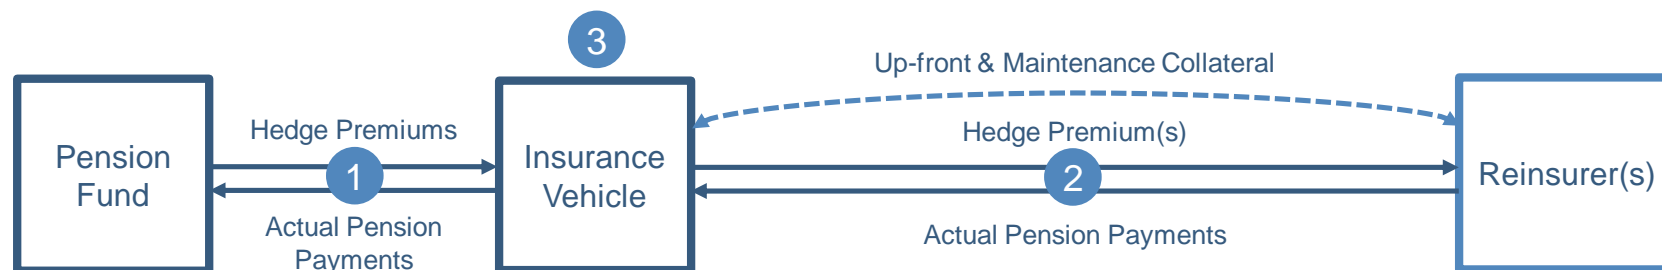 3
Up-front & Maintenance Collateral
Pension
Fund
Hedge Premiums
1
Actual Pension
Payments
Insurance
Vehicle
Hedge Premium(s)
2
Actual Pension Payments
Reinsurer(s)